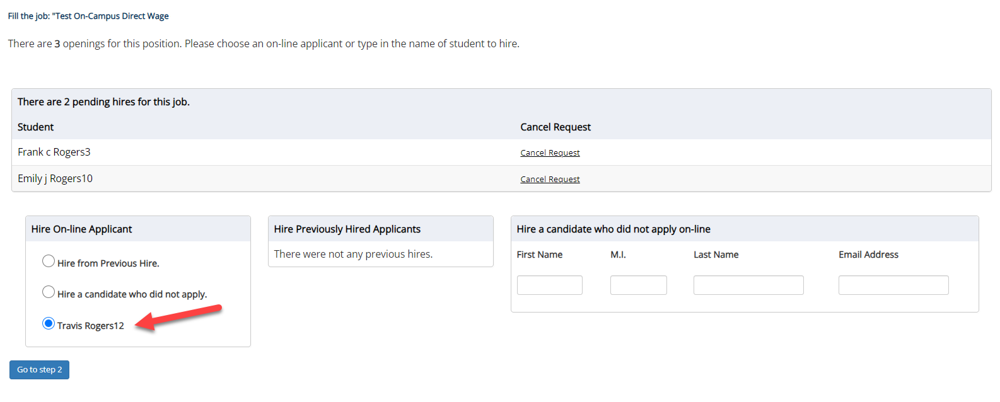 Fill the job: "Test On-Campus Direct Wage
There are 3 openings for this position. Please choose an on-line applicant or type in the name of student to hire.
There are 2 pending hires for this job.
Student Cancel Request
Frank c Rogers3 Cancel Request
Emily j Rogers10 Cancel Request
Hire On-line Applicant
Hire from Previous Hire.
Hire a candidate who did not apply.
Travis Rogers12
Hire Previously Hired Applicants
There were not any previous hires.
Hire a candidate who did not apply on-line
First Name M.I. Last Name Email Address
Go to step 2